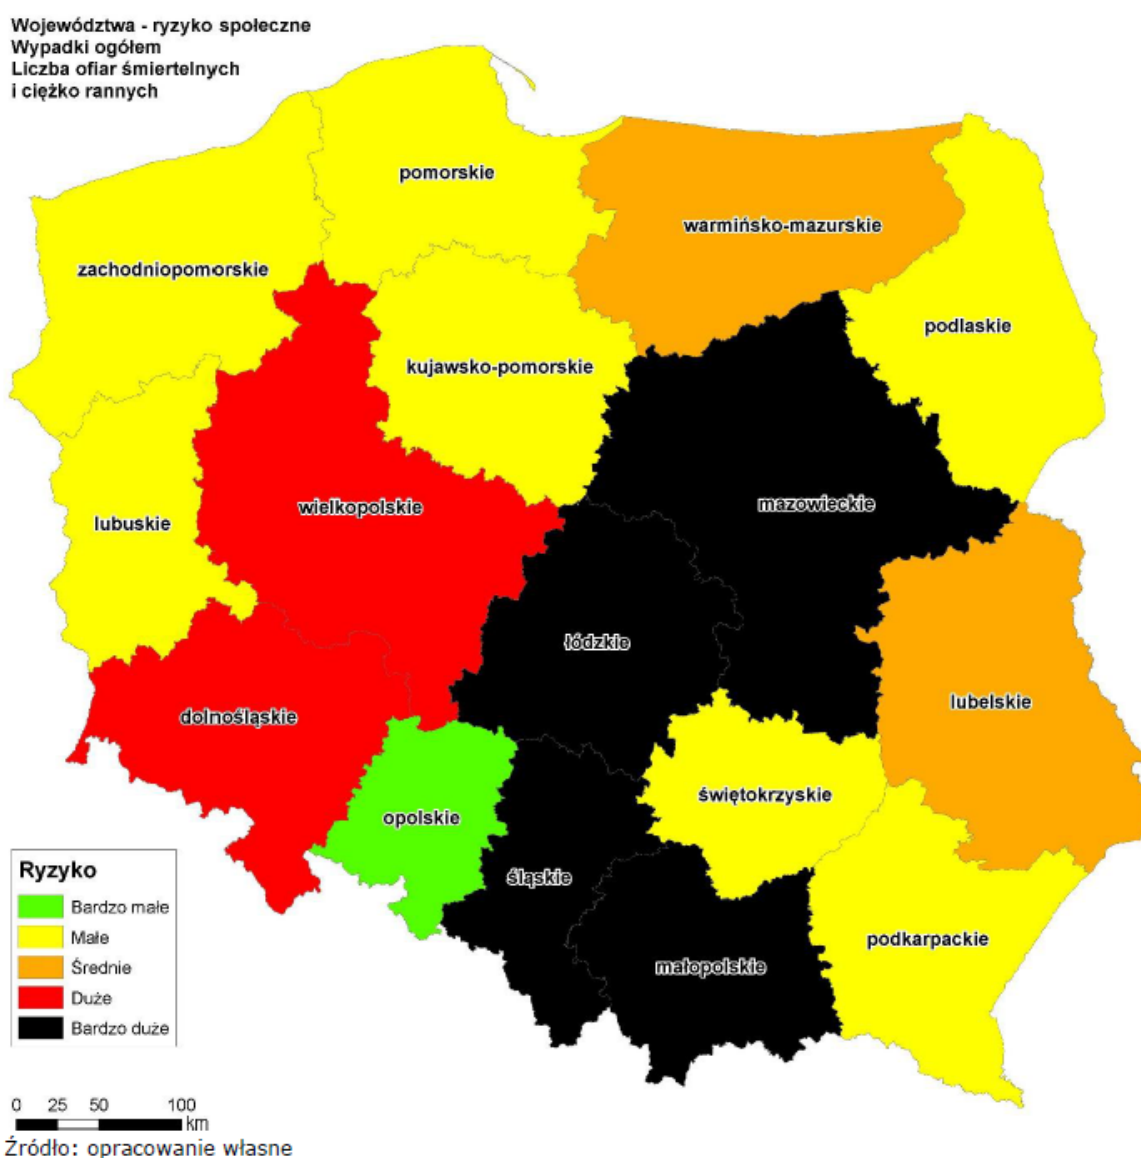 Województwa - ryzyko społeczne
Wypadki ogółem
Liczba ofiar śmiertelnych
i ciężko rannych
pomorskie
warmińsko-mazurskie
zachodniopomorskie
podlaskie
kujawsko-pomorskie
wielkopolskie
mazowieckie
lubuskie
łódzkie
lubelskie
dolnośląskie
świętokrzyskie
opolskie
śląskie
podkarpackie
małopolskie
Ryzyko
Bardzo małe
Małe
Średnie
Duże
Bardzo duże
0 25 50 100
km
Źródło: opracowanie własne